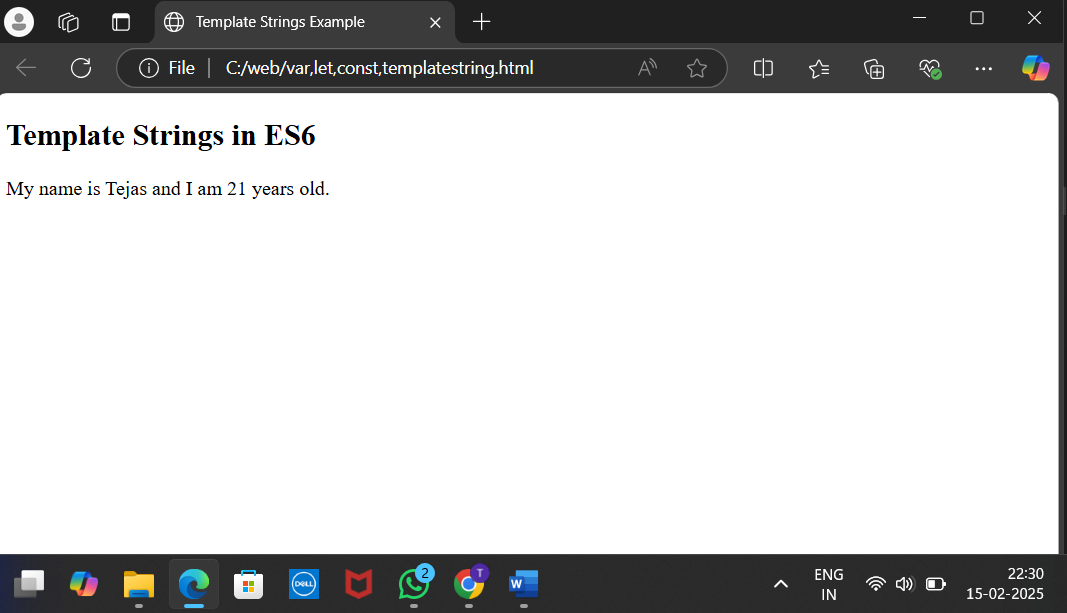 Template Strings Example
File
C:/web/var,let,const,templatestring.html
Template Strings in ES6
My name is Tejas and I am 21 years old.
DELL
2
T
W
ENG
IN
22:30
15-02-2025